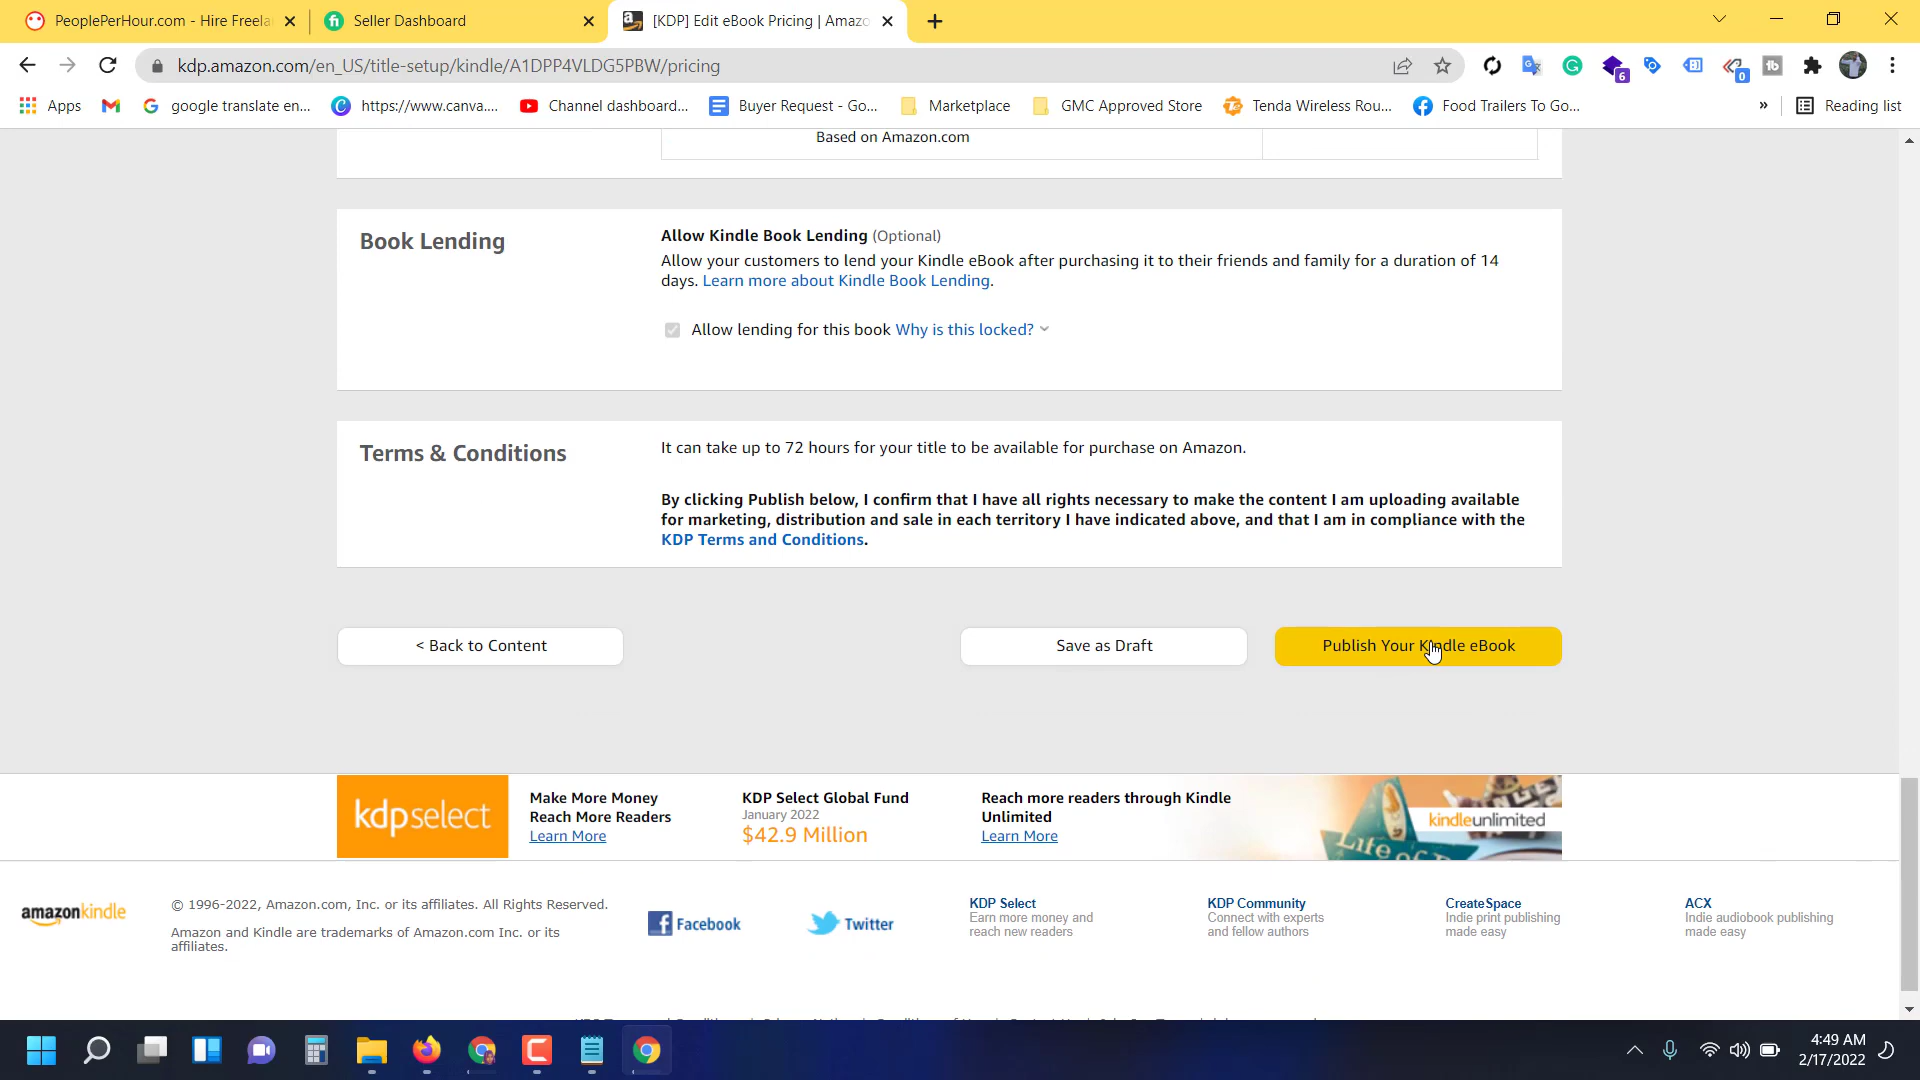 PeoplePerHour.com - Hire Freela
Seller Dashboard
[KDP] Edit eBook Pricing | Amazo
kdp.amazon.com/en_US/title-setup/kindle/A1DPP4VLDG5PBW/pricing
6
0
Apps
google translate en...
https://www.canva....
Channel dashboard...
Buyer Request - Go...
Marketplace
GMC Approved Store
Tenda Wireless Rou...
Food Trailers To Go...
»
Reading list
Based on Amazon.com
Book Lending
Allow Kindle Book Lending (Optional)
Allow your customers to lend your Kindle eBook after purchasing it to their friends and family for a duration of 14
days. Learn more about Kindle Book Lending.
Allow lending for this book Why is this locked?
Terms & Conditions
It can take up to 72 hours for your title to be available for purchase on Amazon.
By clicking Publish below, I confirm that I have all rights necessary to make the content I am uploading available
for marketing, distribution and sale in each territory I have indicated above, and that I am in compliance with the
KDP Terms and Conditions.
< Back to Content
Save as Draft
Publish Your Kindle eBook
kdpselect
Make More Money
Reach More Readers
Learn More
KDP Select Global Fund
January 2022
$42.9 Million
Reach more readers through Kindle
Unlimited
Learn More
Life of
kindleunlimited
amazonkindle
© 1996-2022, Amazon.com, Inc. or its affiliates. All Rights Reserved.
Amazon and Kindle are trademarks of Amazon.com Inc. or its
affiliates.
Facebook
Twitter
KDP Select
Earn more money and
reach new readers
KDP Community
Connect with experts
and fellow authors
CreateSpace
Indie print publishing
made easy
ACX
Indie audiobook publishing
made easy
4:49 AM
2/17/2022